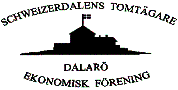 SCHWEIZERDALENS TOMTÄGARE
DALARÖ
EKONOMISK FÖRENING